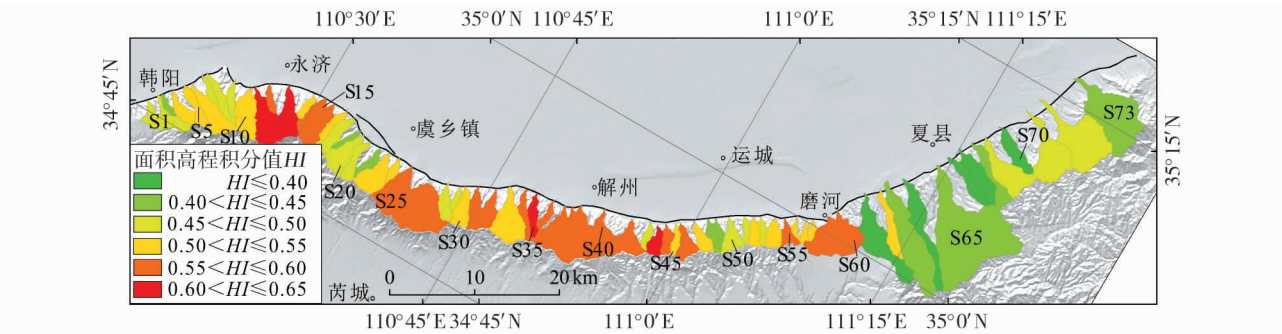 110°30′E 35°0′N 110°45′E 111°0′E 35°15′N 111°15′E
34°45′N
韩阳
永济
虞乡镇
解州
运城
磨河
夏县
芮城
S1
S5
S10
S15
S20
S25
S30
S35
S40
S45
S50
S55
S60
S65
S70
S73
35°15′N
面积高程积分值HI
HI≤0.40
0.40<HI≤0.45
0.45<HI≤0.50
0.50<HI≤0.55
0.55<HI≤0.60
0.60<HI≤0.65
0 10 20 km
110°45′E 34°45′N 111°0′E 111°15′E 35°0′N